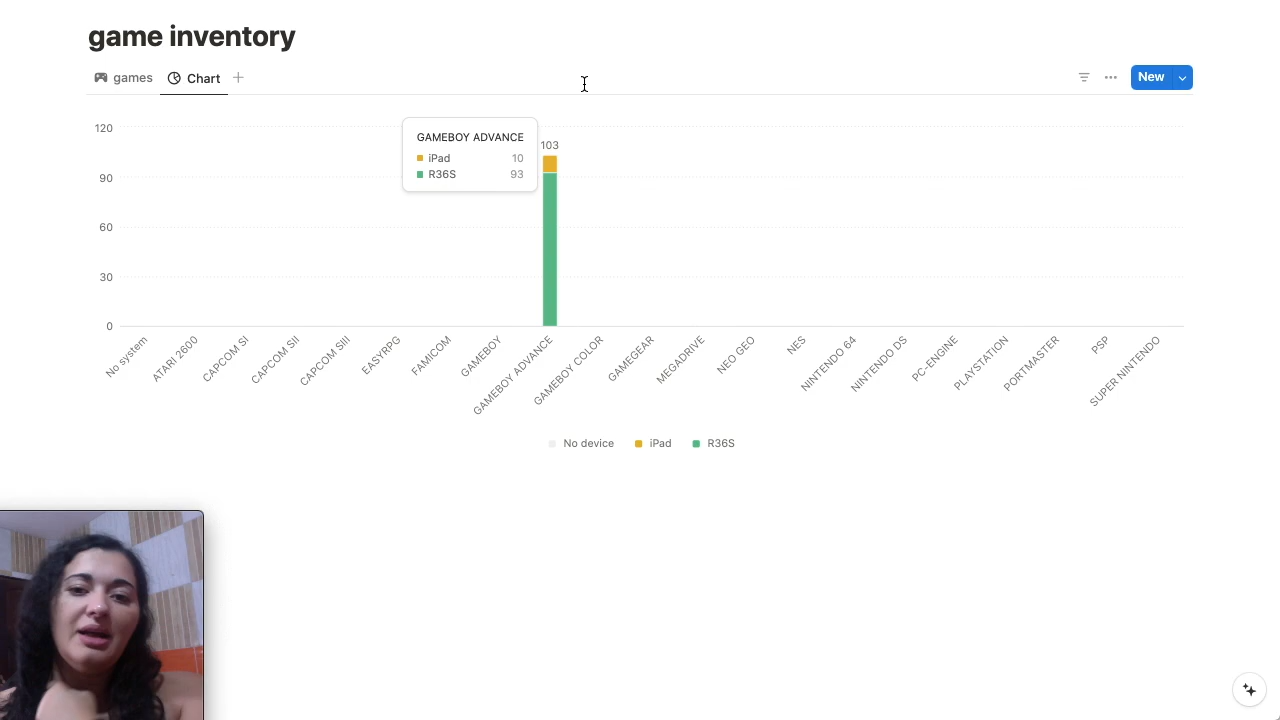 game inventory
games Chart
New
120
GAMEBOY ADVANCE
103
iPad 10
R36S 93
90
60
30
0
No system ATARI 2600 CAPCOM SI CAPCOM SII CAPCOM SIII EASYRPG FAMICOM GAMEBOY GAMEBOY ADVANCE GAMEBOY COLOR GAMEGEAR MEGADRIVE NEO GEO NES NINTENDO 64 NINTENDO DS PC-ENGINE PLAYSTATION PORTMASTER PSP SUPER NINTENDO
No device iPad R36S